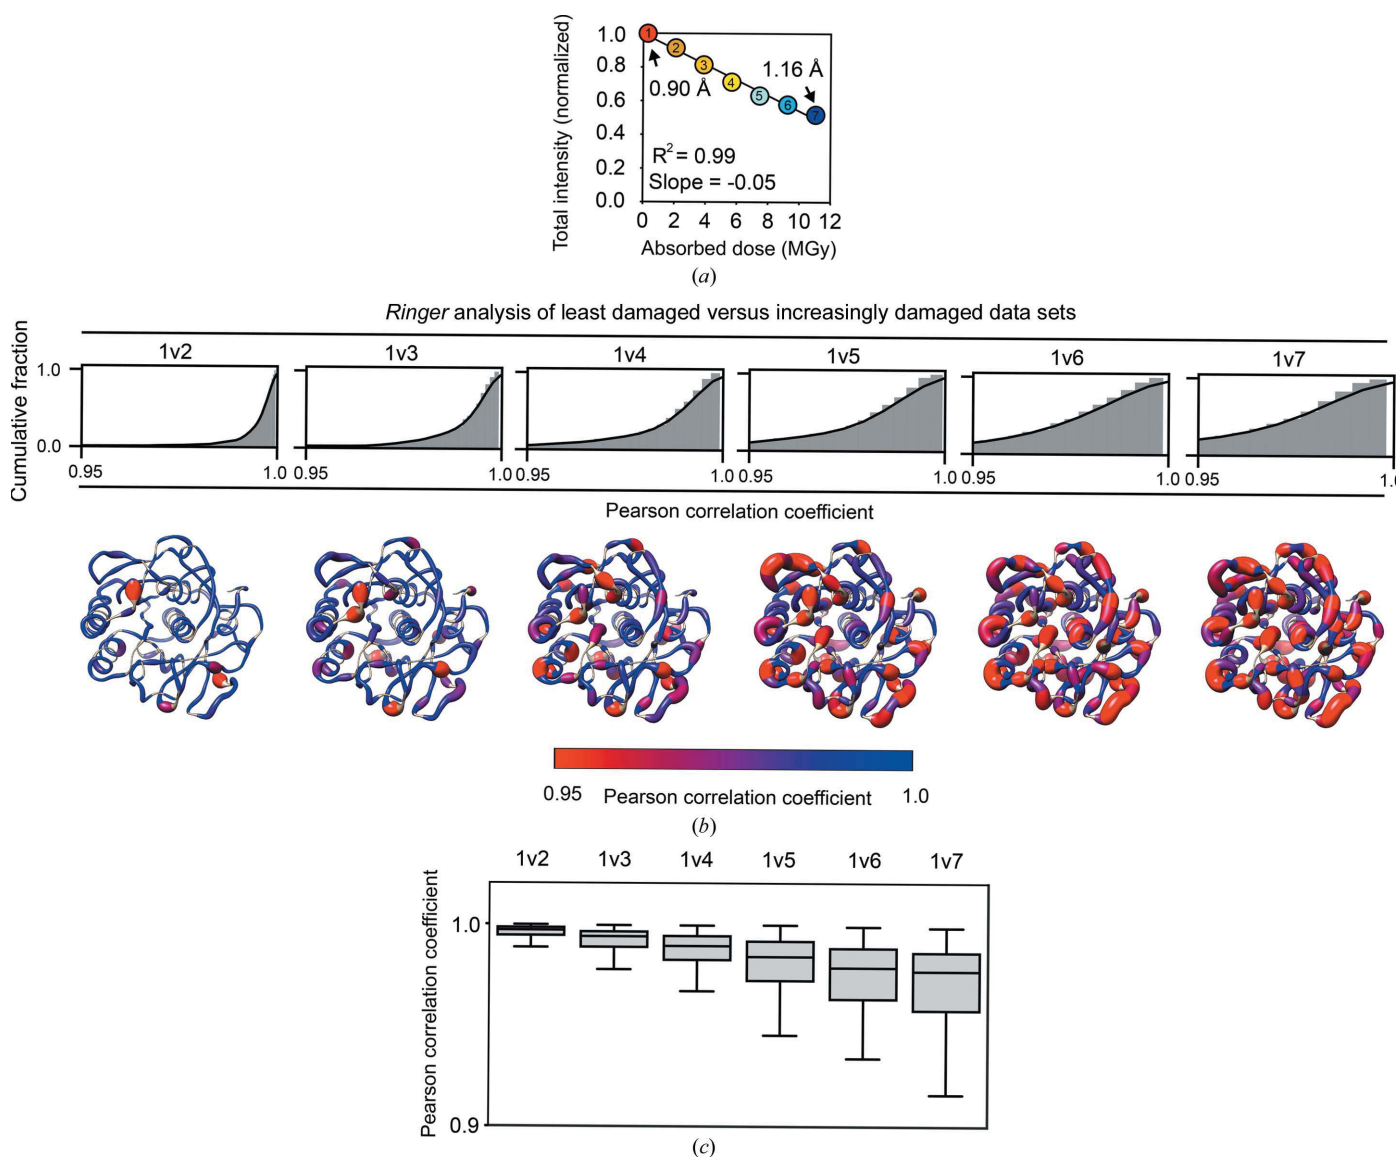 Total intensity (normalized)
1.0
0.8
0.6
0.4
0.2
0.0
1
2
3
4
5
6
7
0.90 Å
1.16 Å
R² = 0.99
Slope = -0.05
0 2 4 6 8 10 12
Absorbed dose (MGy)
(a)
Ringer analysis of least damaged versus increasingly damaged data sets
Cumulative fraction
1v2 1v3 1v4 1v5 1v6 1v7
1.0
0.0
0.95 1.0 0.95 1.0 0.95 1.0 0.95 1.0 0.95 1.0 0.95 1.0
Pearson correlation coefficient
0.95 Pearson correlation coefficient 1.0
(b)
1v2 1v3 1v4 1v5 1v6 1v7
Pearson correlation coefficient
1.0
0.9
(c)